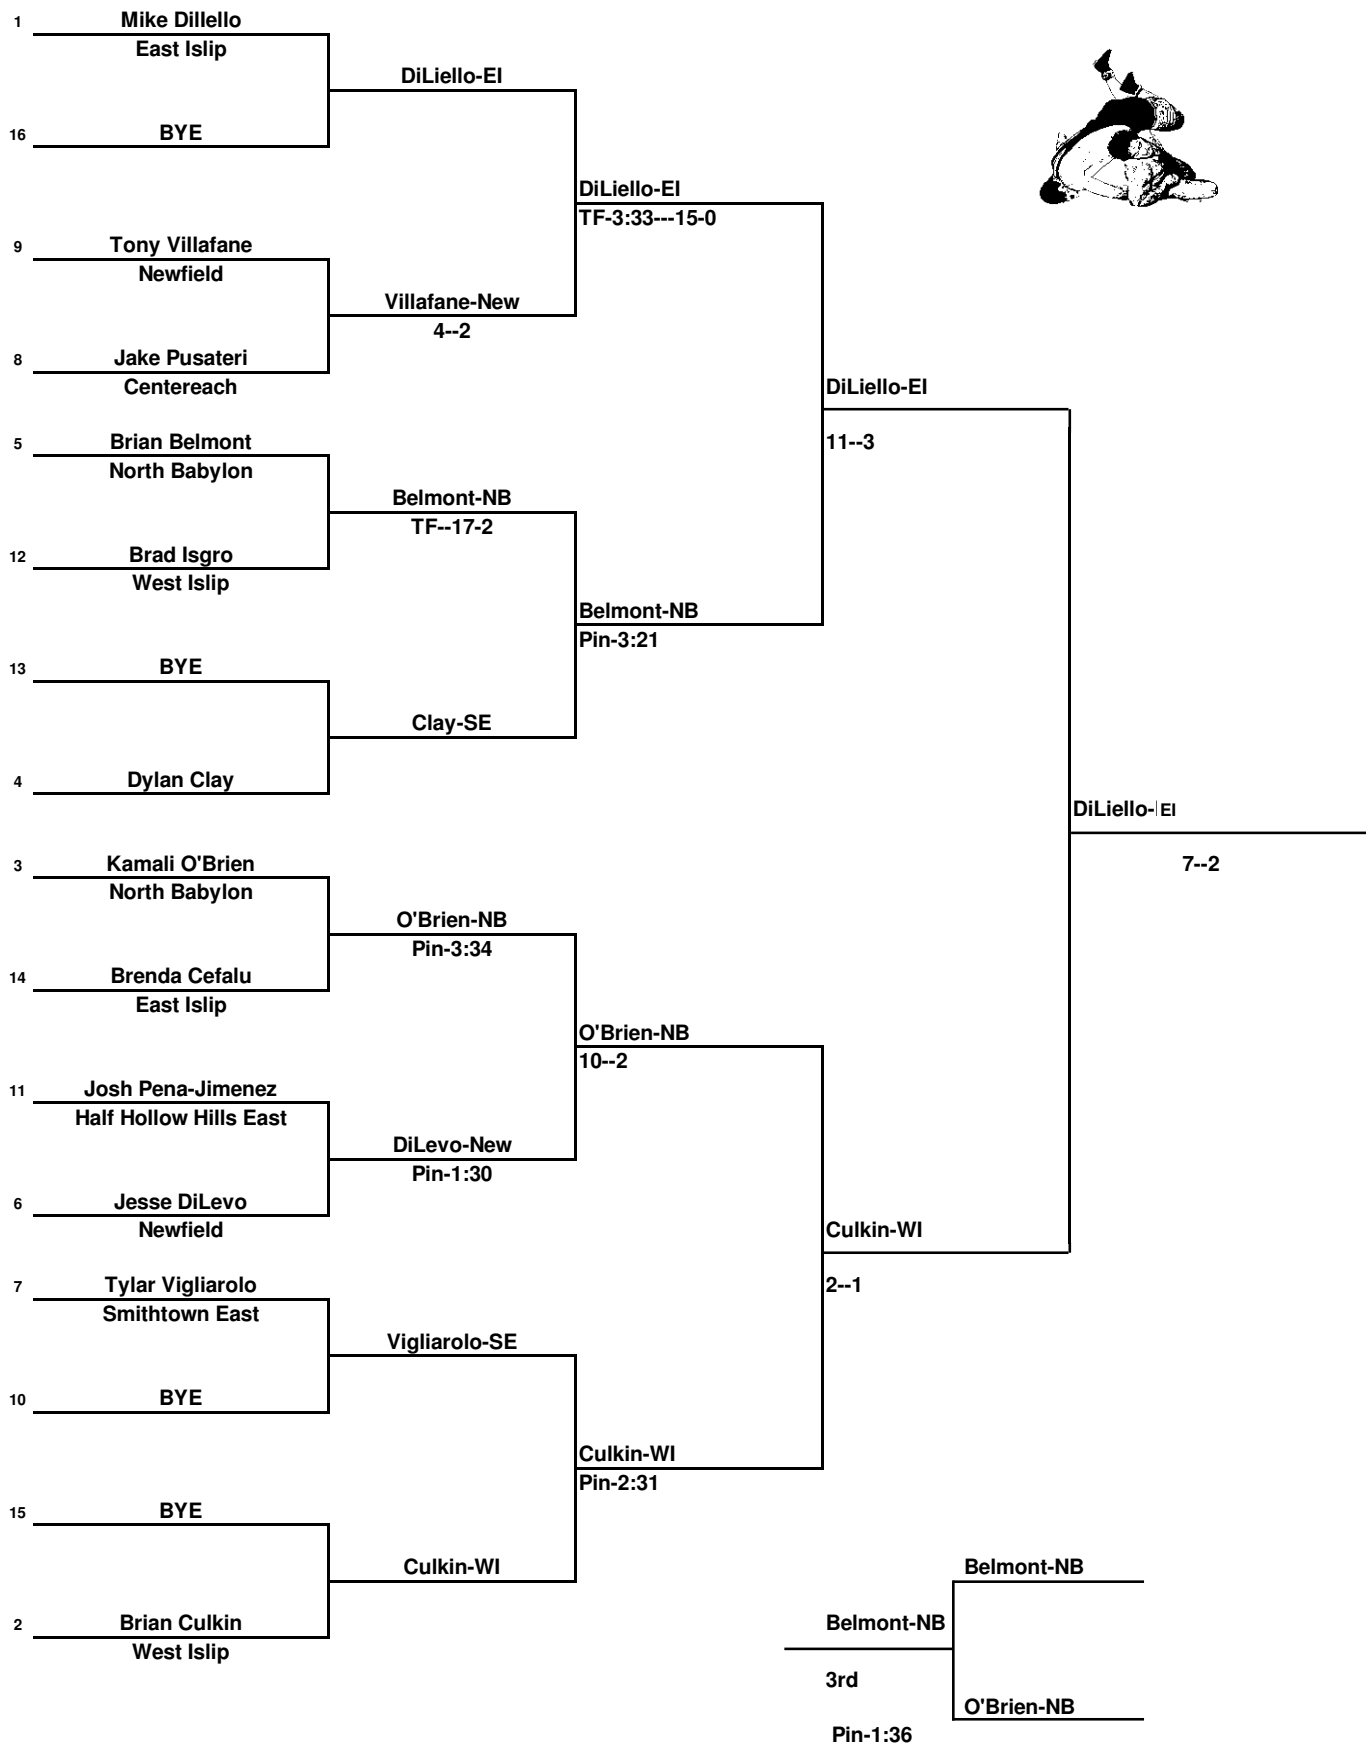 1
Mike Dillello
East Islip
DiLiello-EI
16
BYE
DiLiello-EI
TF-3:33---15-0
9
Tony Villafane
Newfield
Villafane-New
4--2
8
Jake Pusateri
Centereach
DiLiello-EI
11--3
5
Brian Belmont
North Babylon
Belmont-NB
TF--17-2
12
Brad Isgro
West Islip
Belmont-NB
Pin-3:21
13
BYE
Clay-SE
4
Dylan Clay
DiLiello-EI
7--2
3
Kamali O'Brien
North Babylon
O'Brien-NB
Pin-3:34
14
Brenda Cefalu
East Islip
O'Brien-NB
10--2
11
Josh Pena-Jimenez
Half Hollow Hills East
DiLevo-New
Pin-1:30
6
Jesse DiLevo
Newfield
Culkin-WI
2--1
7
Tylar Vigliarolo
Smithtown East
Vigliarolo-SE
10
BYE
Culkin-WI
Pin-2:31
15
BYE
Culkin-WI
2
Brian Culkin
West Islip
Belmont-NB
Belmont-NB
3rd
O'Brien-NB
Pin-1:36